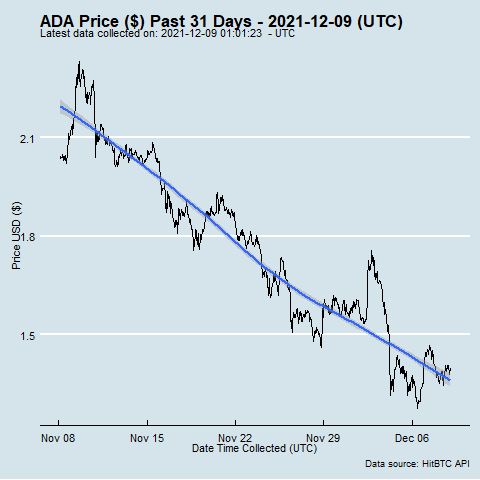 ADA Price ($) Past 31 Days - 2021-12-09 (UTC)
Latest data collected on: 2021-12-09 01:01:23  - UTC
Price USD ($)
2.1
1.8
1.5
Nov 08
Nov 15
Nov 22
Nov 29
Dec 06
Date Time Collected (UTC)
Data source: HitBTC API